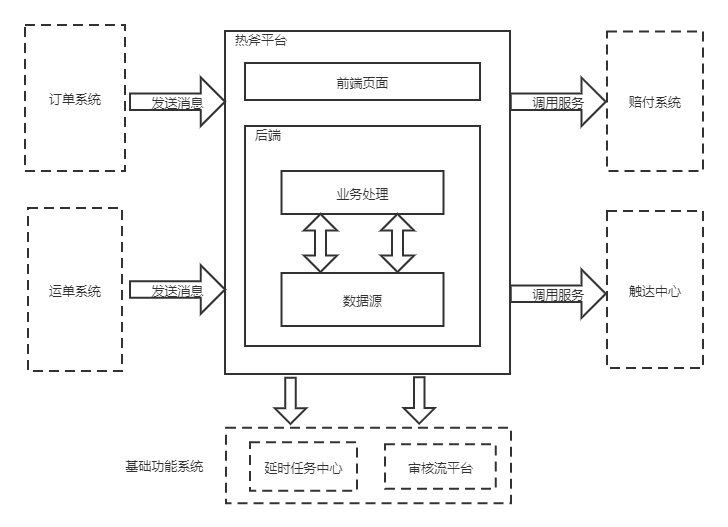 热斧平台
前端页面
订单系统
发送消息
调用服务
赔付系统
后端
业务处理
运单系统
发送消息
数据源
调用服务
触达中心
基础功能系统
延时任务中心
审核流平台